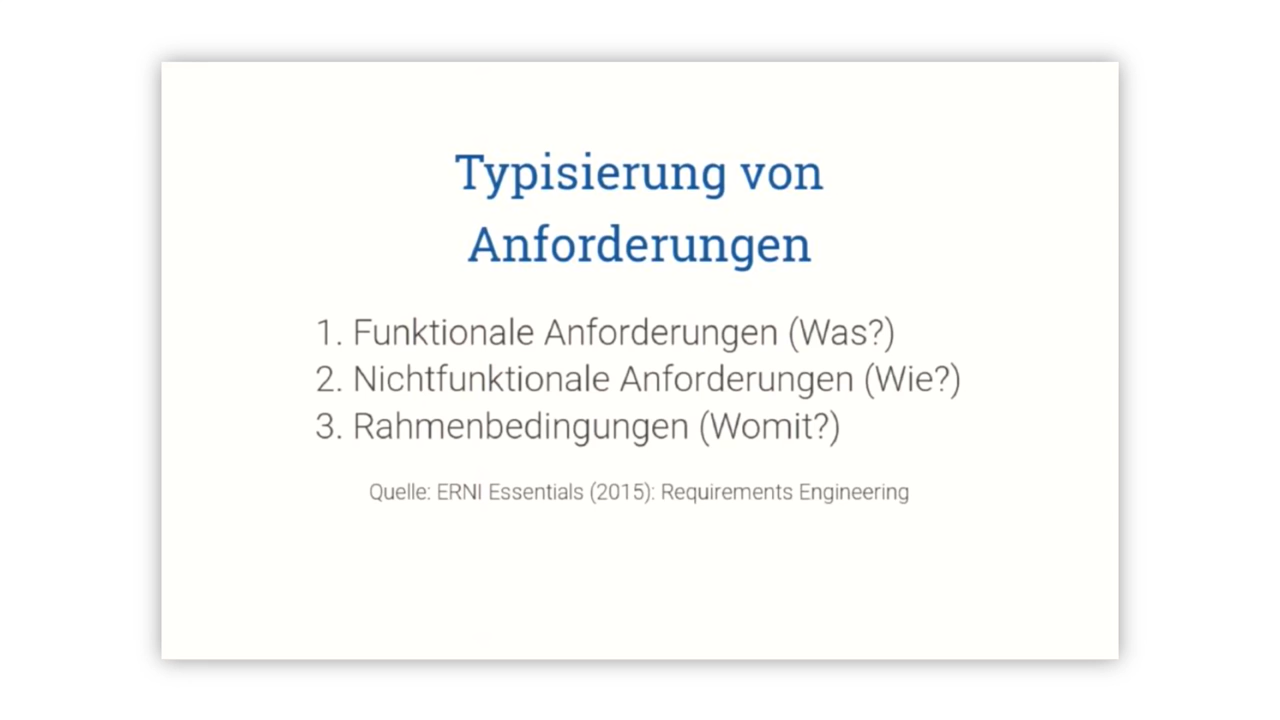 Typisierung von
Anforderungen
1. Funktionale Anforderungen (Was?)
2. Nichtfunktionale Anforderungen (Wie?)
3. Rahmenbedingungen (Womit?)
Quelle: ERNI Essentials (2015): Requirements Engineering